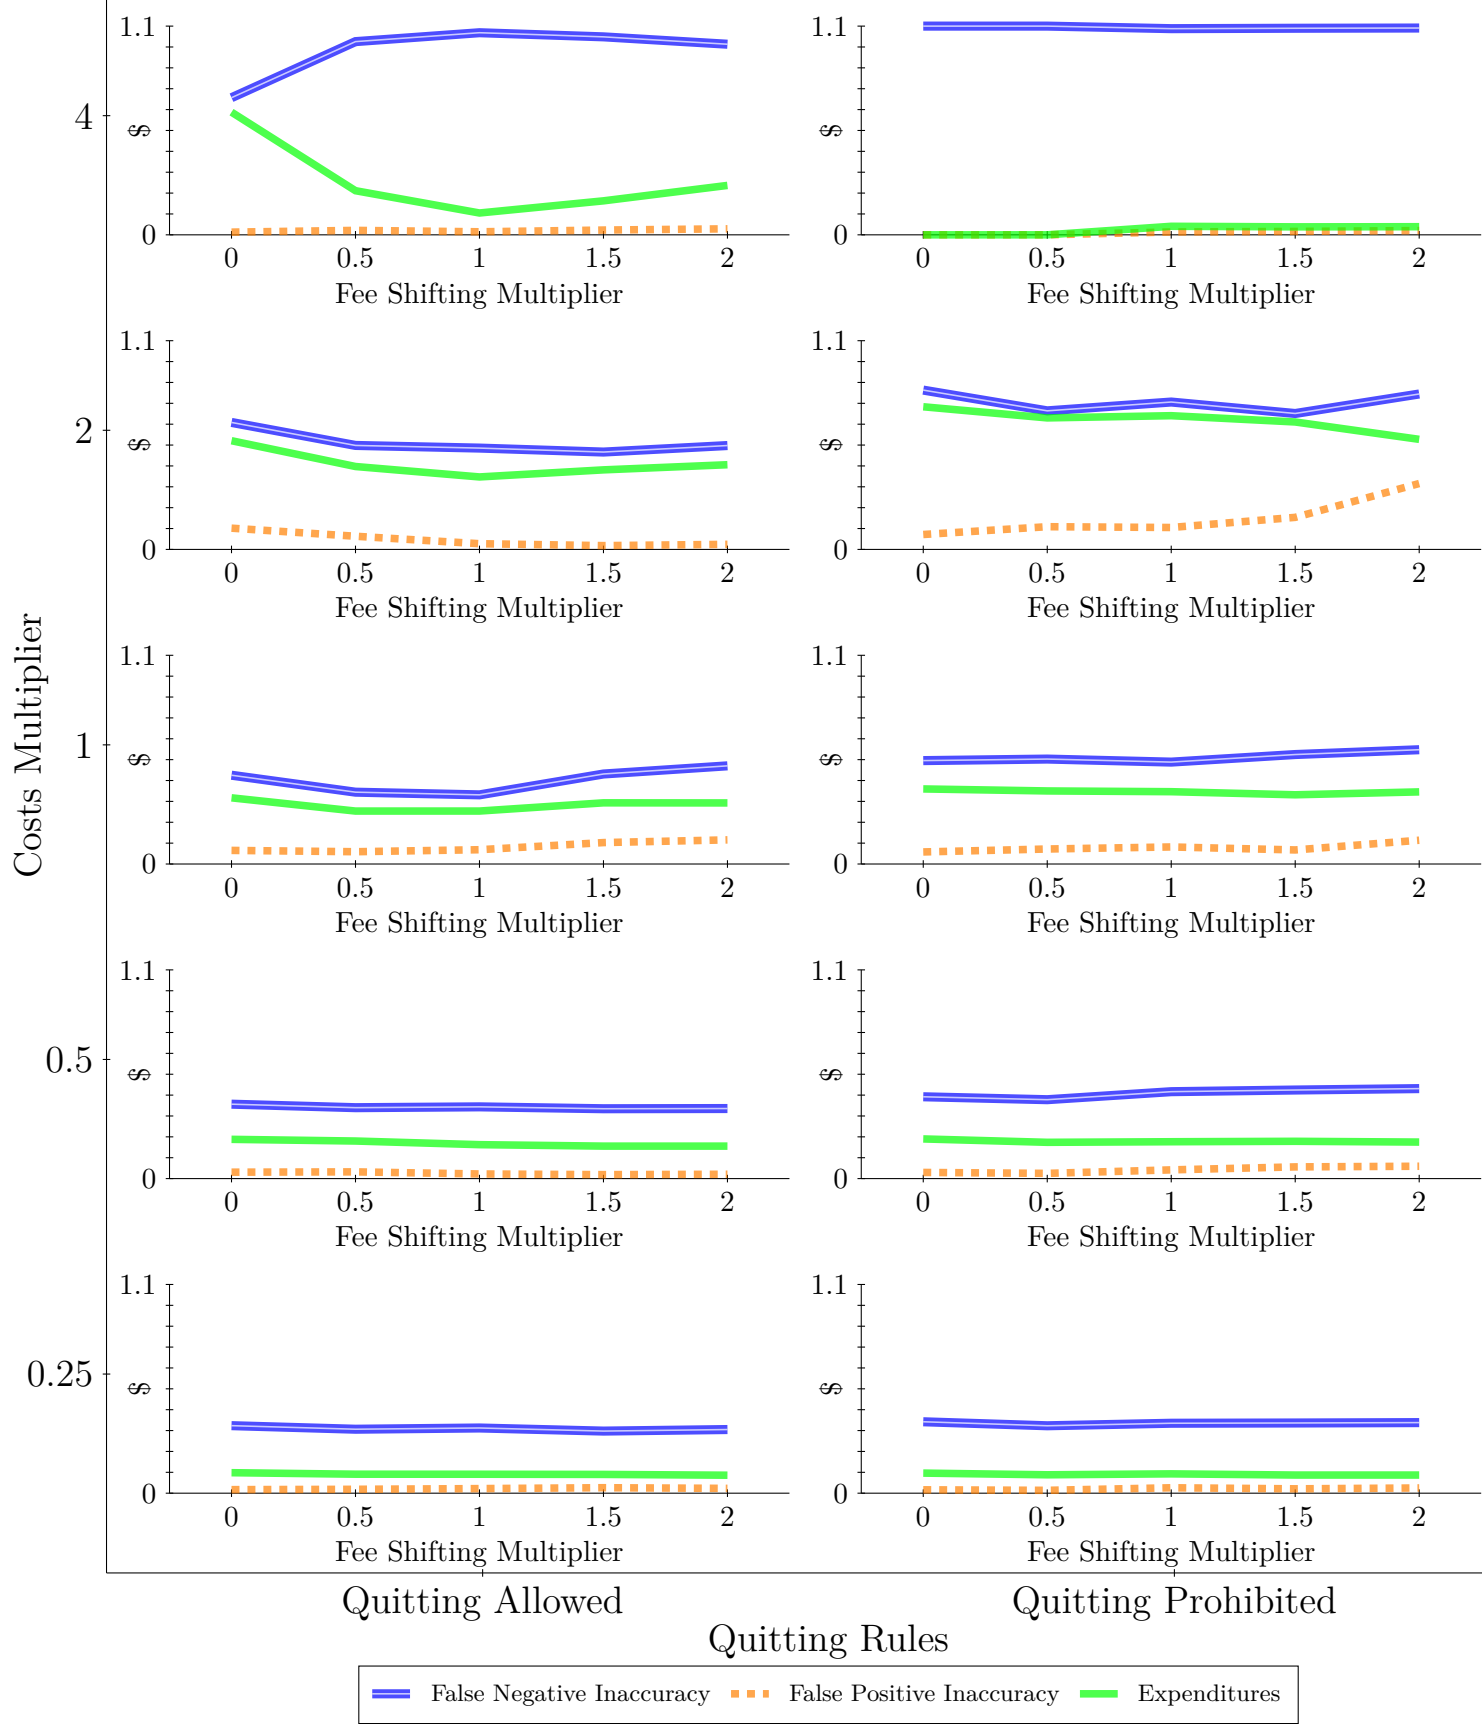 Costs Multiplier
4
1.1
$
0
0 0.5 1 1.5 2
Fee Shifting Multiplier
1.1
$
0
0 0.5 1 1.5 2
Fee Shifting Multiplier
2
1.1
$
0
0 0.5 1 1.5 2
Fee Shifting Multiplier
1.1
$
0
0 0.5 1 1.5 2
Fee Shifting Multiplier
1
1.1
$
0
0 0.5 1 1.5 2
Fee Shifting Multiplier
1.1
$
0
0 0.5 1 1.5 2
Fee Shifting Multiplier
0.5
1.1
$
0
0 0.5 1 1.5 2
Fee Shifting Multiplier
1.1
$
0
0 0.5 1 1.5 2
Fee Shifting Multiplier
0.25
1.1
$
0
0 0.5 1 1.5 2
Fee Shifting Multiplier
1.1
$
0
0 0.5 1 1.5 2
Fee Shifting Multiplier
Quitting Allowed
Quitting Prohibited
Quitting Rules
False Negative Inaccuracy
False Positive Inaccuracy
Expenditures